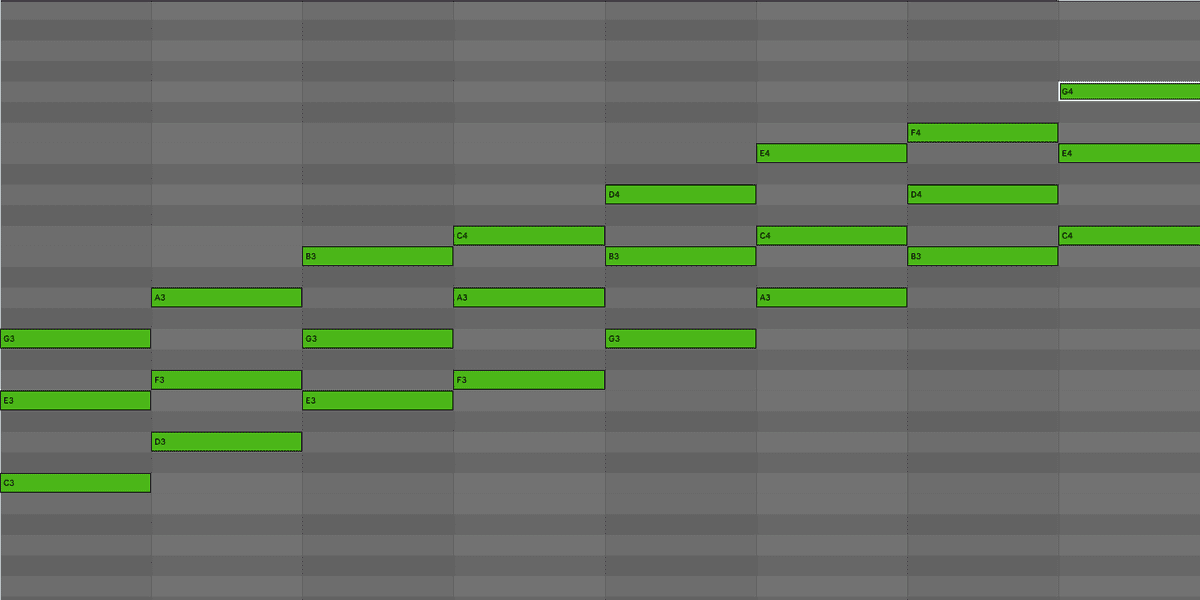 G4
F4
E4 E4
D4 D4
C4 C4 C4
B3 B3 B3
A3 A3 A3
G3 G3 G3
F3 F3
E3 E3
D3
C3